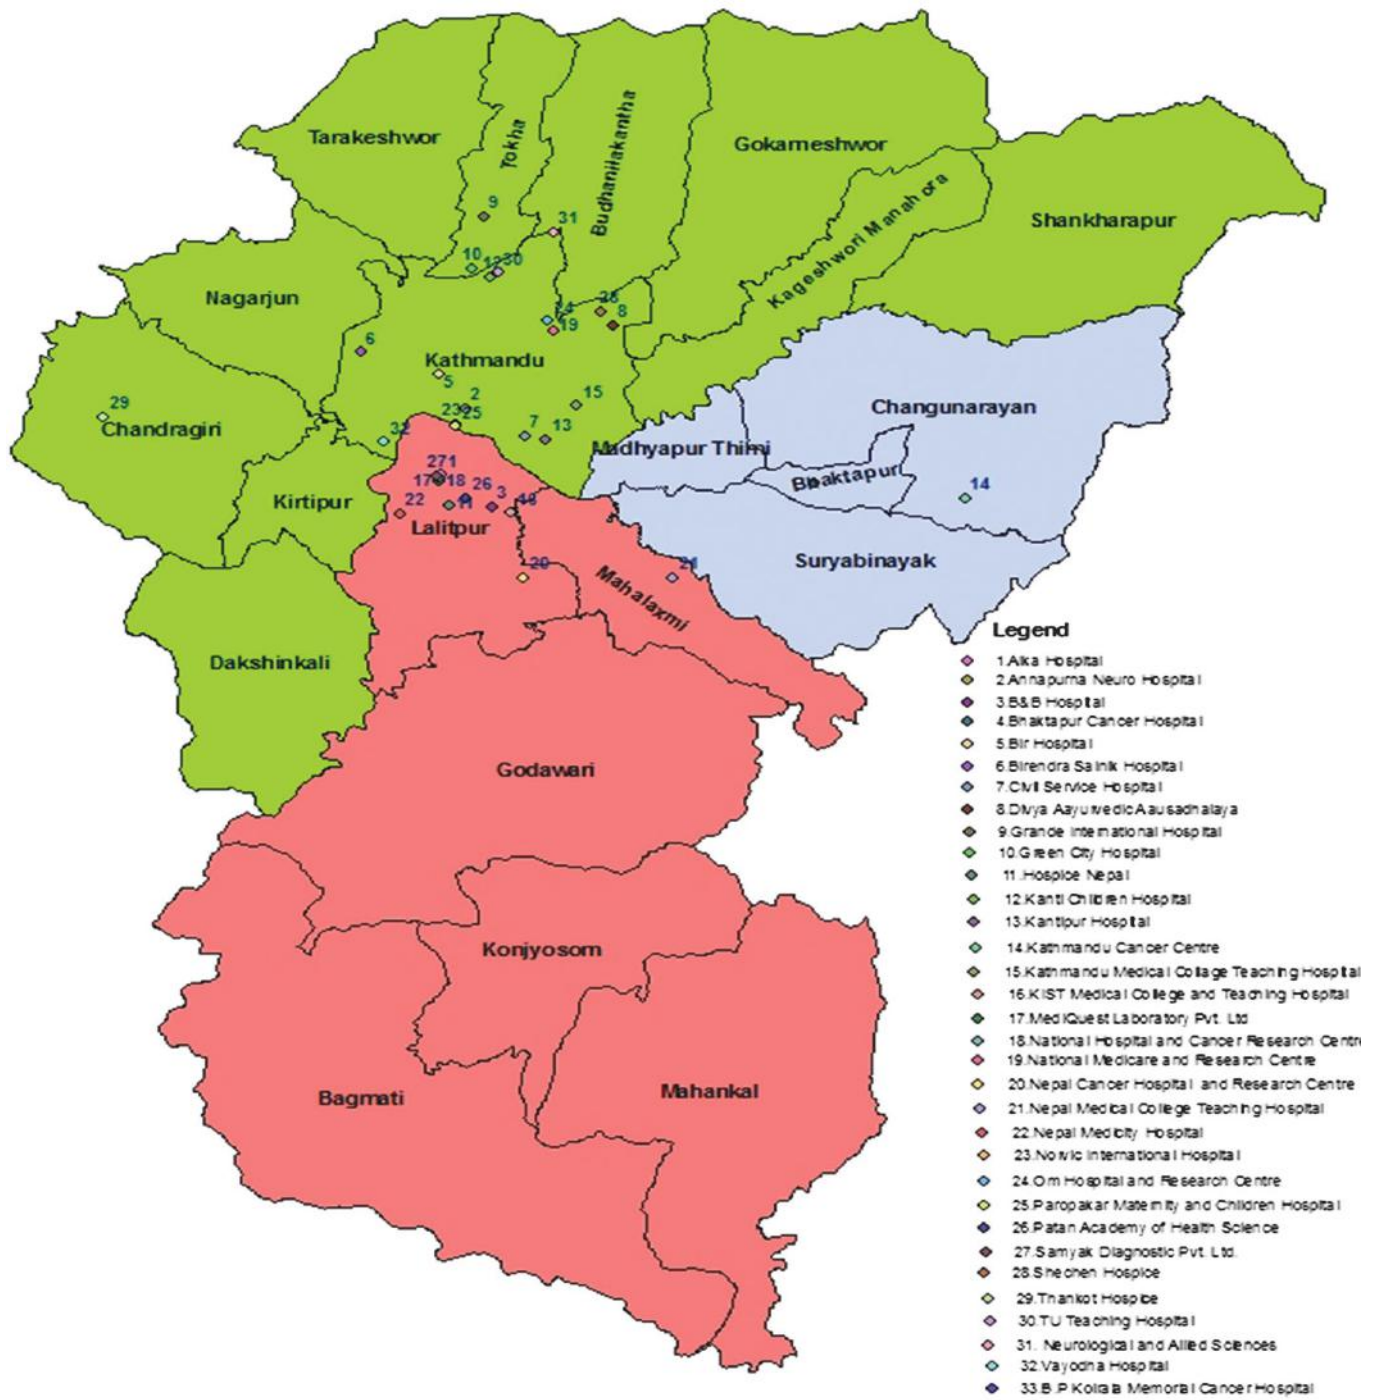 Tarakeshwor
Tokha
Budhanilakantha
Gokarneshwor
Kageshwori Manahora
Shankharapur
9
31
10
12
30
Nagarjun
28
8
24
19
6
Kathmandu
5
2
15
29
23
25
7
13
Chandragiri
32
Changunarayan
Madhyapur Thimi
Bhaktapur
14
Kirtipur
27
1
17
18
26
3
22
11
16
Lalitpur
20
21
Mahalaxmi
Suryabinayak
Dakshinkali
Godawari
Konjyosom
Bagmati
Mahankal
Legend
1.Alka Hospital
2.Annapurna Neuro Hospital
3.B&B Hospital
4.Bhaktapur Cancer Hospital
5.Bir Hospital
6.Birendra Sainik Hospital
7.Civil Service Hospital
8.Divya Aayurvedic Aausadhalaya
9.Grande International Hospital
10.Green City Hospital
11.Hospice Nepal
12.Kanti Children Hospital
13.Kantipur Hospital
14.Kathmandu Cancer Centre
15.Kathmandu Medical Collage Teaching Hospital
16.KIST Medical College and Teaching Hospital
17.MediQuest Laboratory Pvt. Ltd
18.National Hospital and Cancer Research Centre
19.National Medicare and Research Centre
20.Nepal Cancer Hospital and Research Centre
21.Nepal Medical College Teaching Hospital
22.Nepal Medicity Hospital
23.Norvic International Hospital
24.Om Hospital and Research Centre
25.Paropakar Maternity and Children Hospital
26.Patan Academy of Health Science
27.Samyak Diagnostic Pvt. Ltd.
28.Shechen Hospice
29.Thankot Hospice
30.TU Teaching Hospital
31. Neurological and Allied Sciences
32.Vayodha Hospital
33.B.P Koirala Memorial Cancer Hospital